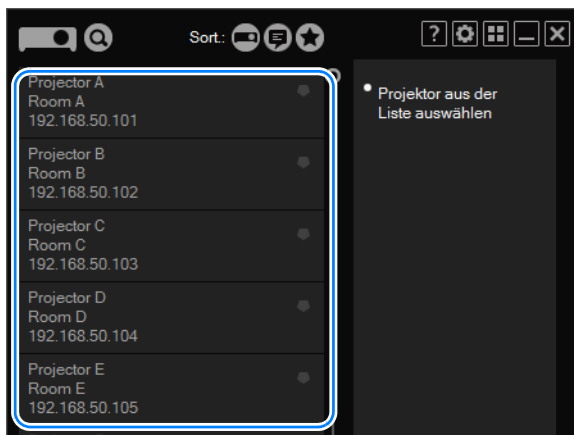 Sort.:
?
Projector A
Room A
192.168.50.101
Projector B
Room B
192.168.50.102
Projector C
Room C
192.168.50.103
Projector D
Room D
192.168.50.104
Projector E
Room E
192.168.50.105
Projektor aus der
Liste auswählen